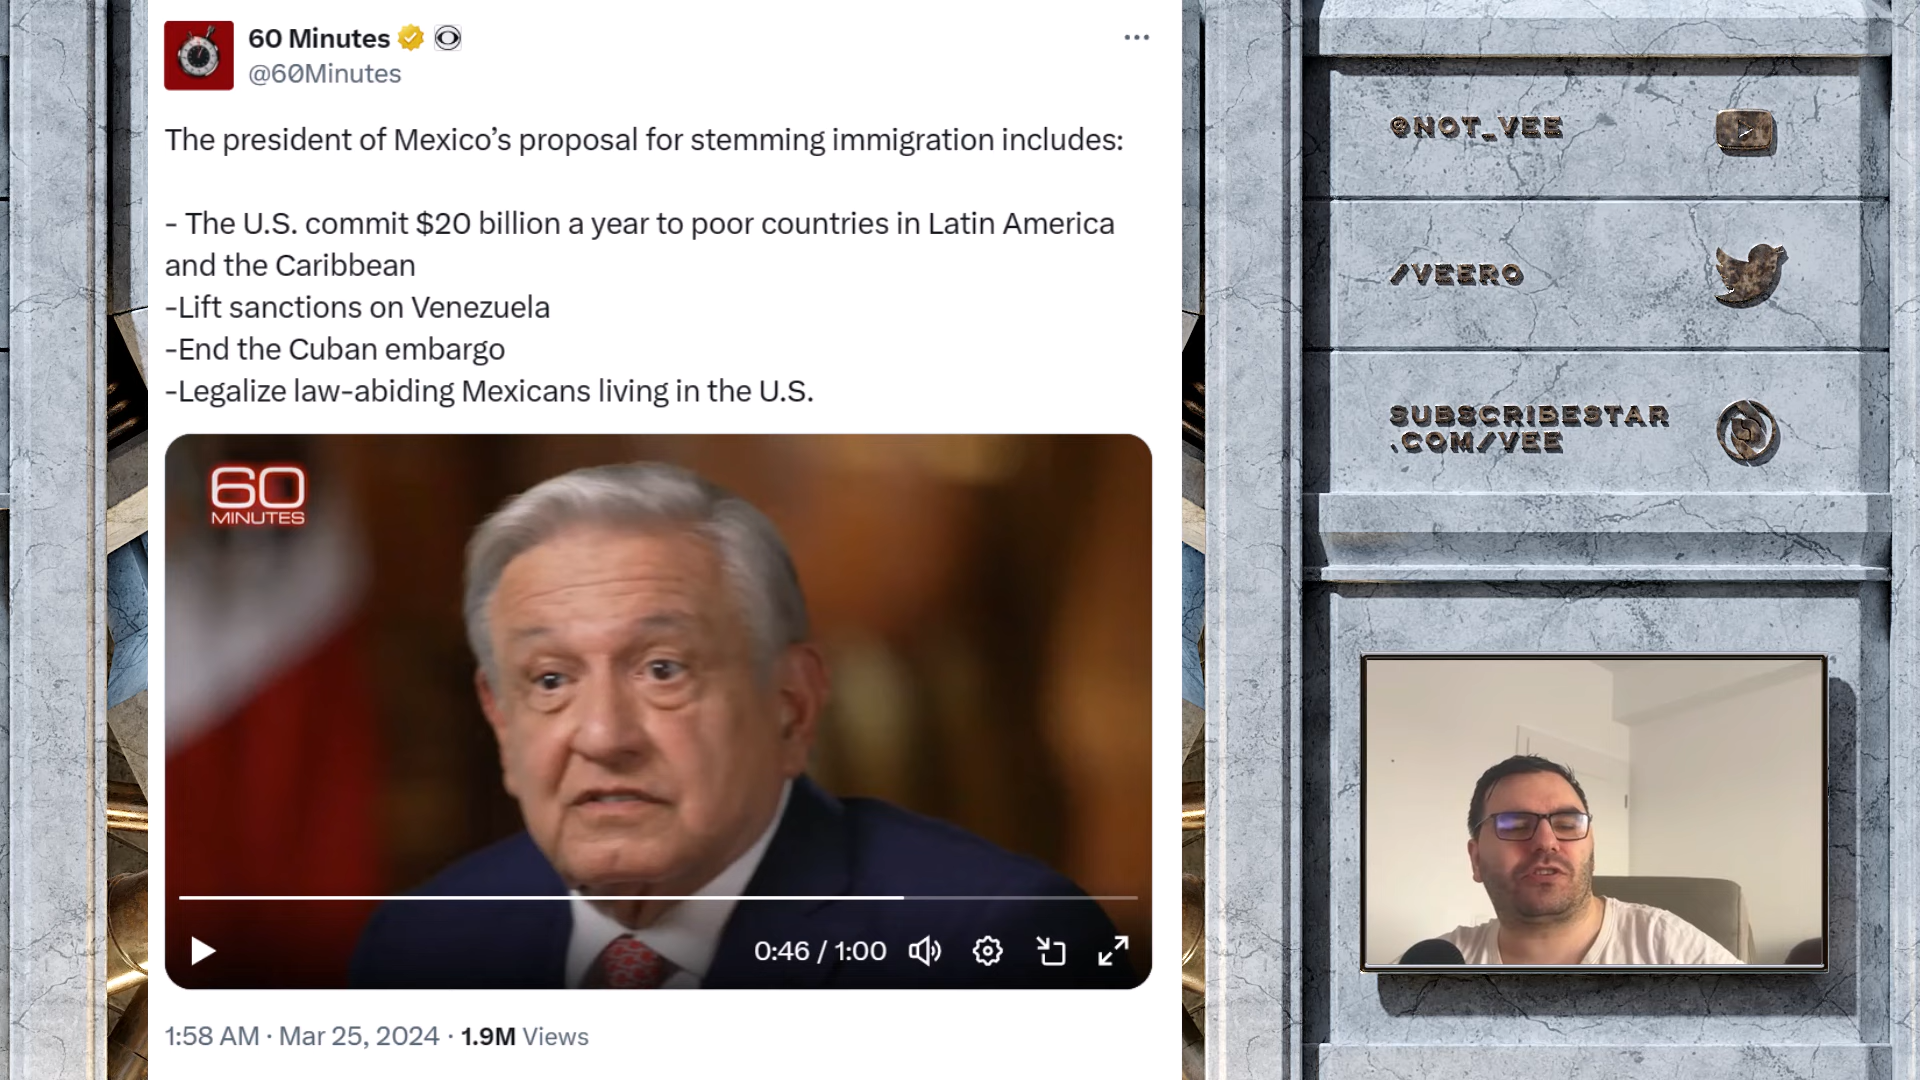 60 Minutes
@60Minutes
The president of Mexico’s proposal for stemming immigration includes:
- The U.S. commit $20 billion a year to poor countries in Latin America
and the Caribbean
-Lift sanctions on Venezuela
-End the Cuban embargo
-Legalize law-abiding Mexicans living in the U.S.
60
MINUTES
0:46 / 1:00
1:58 AM · Mar 25, 2024 · 1.9M Views
@NOT_VEE
/VEERO
SUBSCRIBESTAR
.COM/VEE